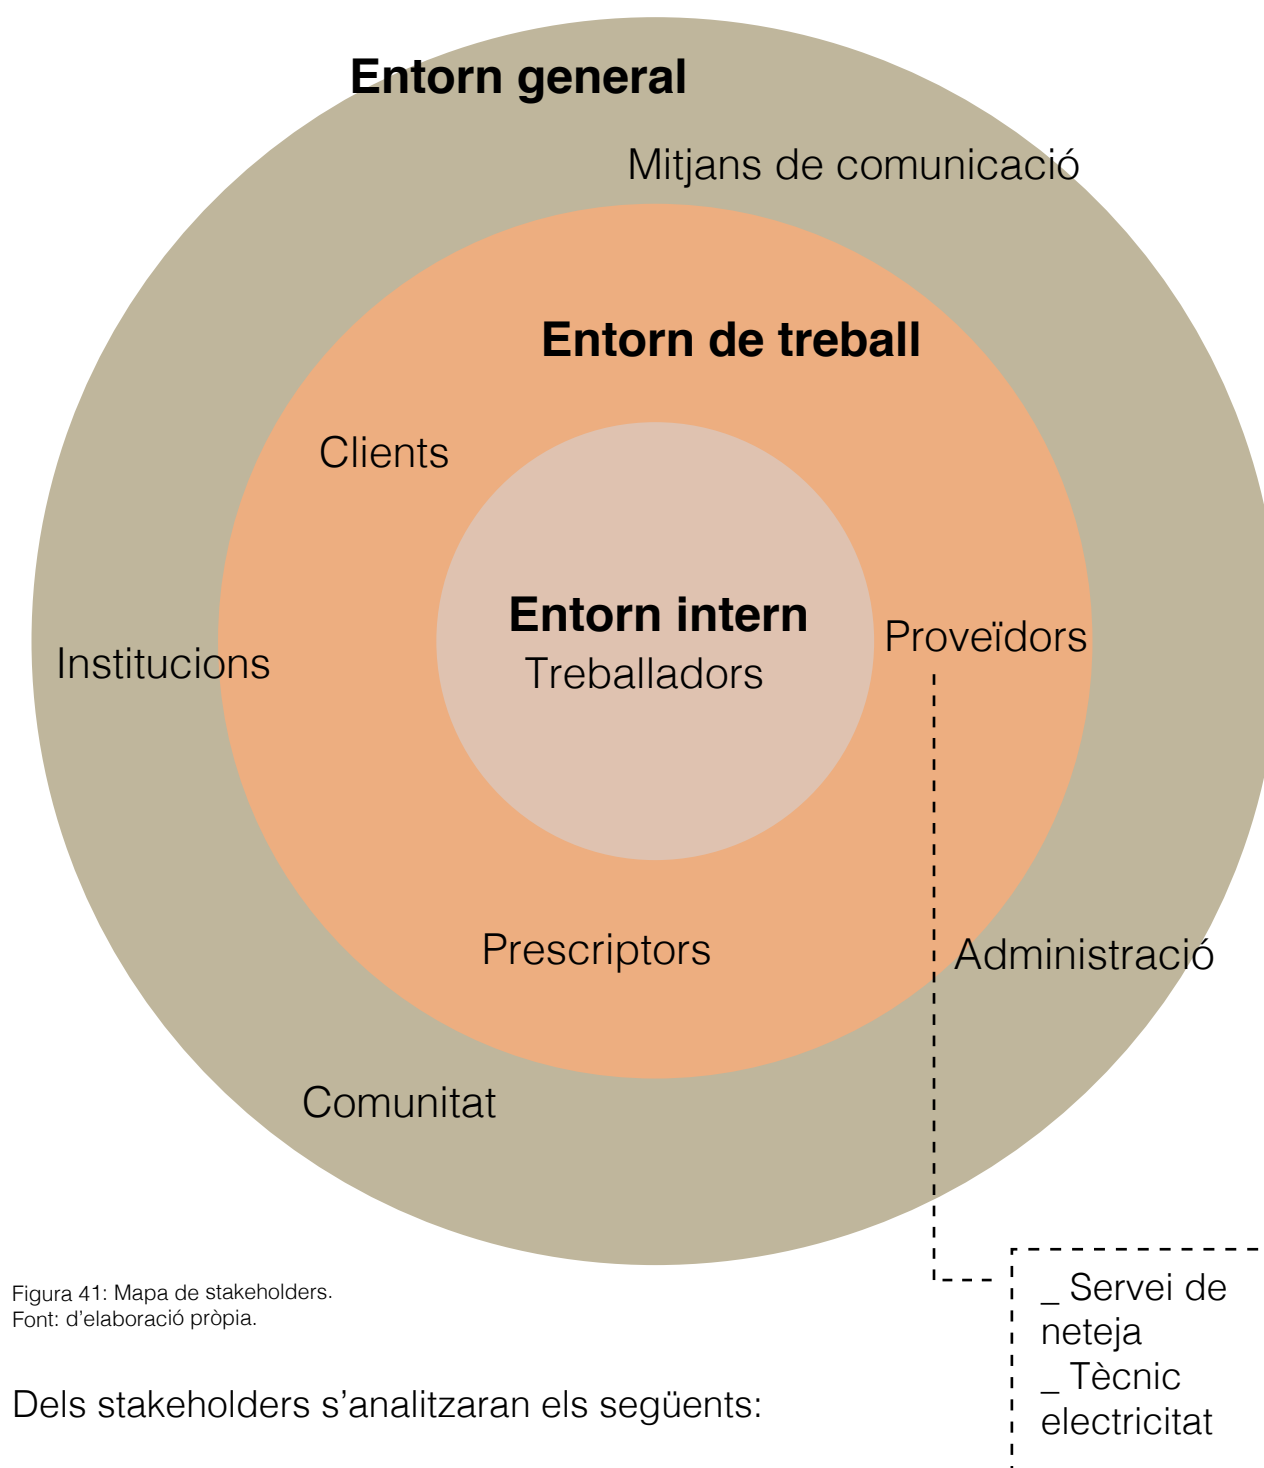 Entorn general
Mitjans de comunicació
Entorn de treball
Clients
Entorn intern
Treballadors
Proveïdors
Institucions
Prescriptors
Administració
Comunitat
_ Servei de
neteja
_ Tècnic
electricitat
Figura 41: Mapa de stakeholders.
Font: d'elaboració pròpia.
Dels stakeholders s'analitzaran els següents: